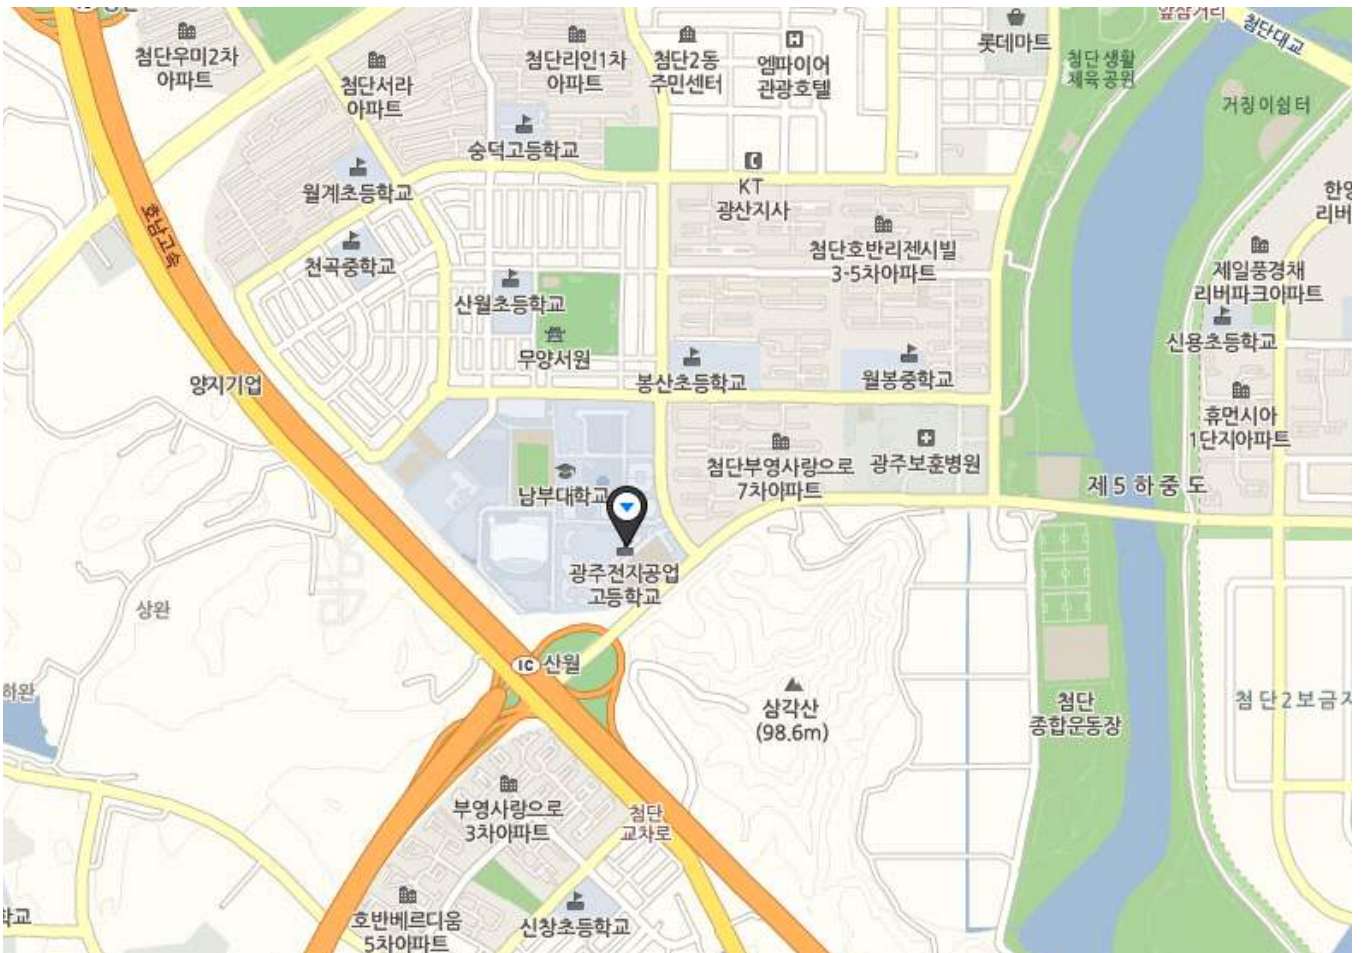 첨단우미2차
아파트
첨단서라
아파트
첨단라인1차
아파트
첨단2동
주민센터
엠파이어
관광호텔
롯데마트
첨단대교
첨단생활
체육공원
거징이쉼터
숭덕고등학교
월계초등학교
KT
광산지사
호남고속
천곡중학교
산월초등학교
첨단호반리젠시빌
3-5차아파트
제일풍경채
리버파크아파트
신용초등학교
무양서원
봉산초등학교
월봉중학교
양지기업
휴먼시아
1단지아파트
첨단부영사랑으로
7차아파트
광주보훈병원
남부대학교
제5하중도
광주전자공업
고등학교
상완
하완
IC 산월
삼각산
(98.6m)
첨단
종합운동장
첨단2보금자
부영사랑으로
3차아파트
첨단
교차로
호반베르디움
5차아파트
신창초등학교
학교